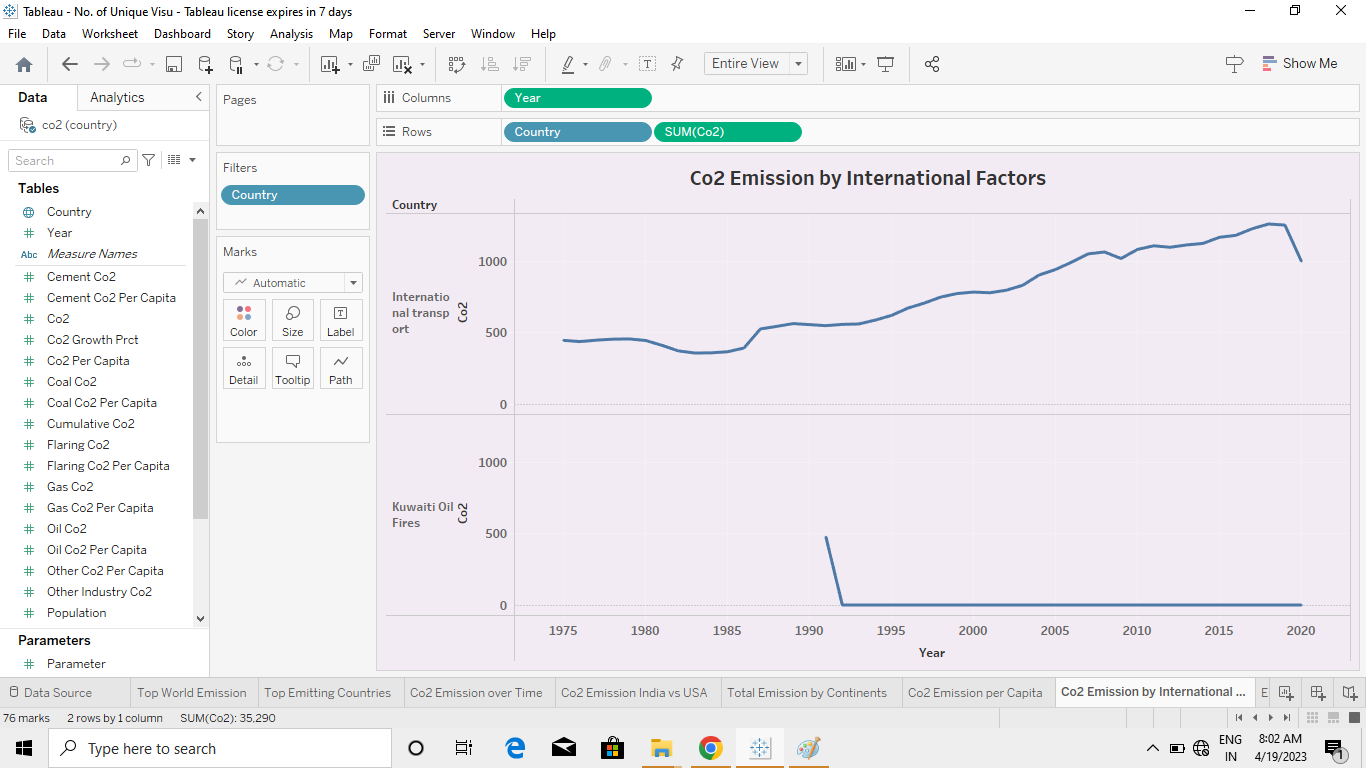 Tableau - No. of Unique Visu - Tableau license expires in 7 days
File Data Worksheet Dashboard Story Analysis Map Format Server Window Help
Entire View
Show Me
Data Analytics
co2 (country)
Search
Tables
Country
Year
Abc Measure Names
Cement Co2
Cement Co2 Per Capita
Co2
Co2 Growth Prct
Co2 Per Capita
Coal Co2
Coal Co2 Per Capita
Cumulative Co2
Flaring Co2
Flaring Co2 Per Capita
Gas Co2
Gas Co2 Per Capita
Oil Co2
Oil Co2 Per Capita
Other Co2 Per Capita
Other Industry Co2
Population
Parameters
Parameter
Pages
Filters
Country
Marks
Automatic
Color Size Label
Detail Tooltip Path
Columns Year
Rows Country SUM(Co2)
Co2 Emission by International Factors
Country
Internatio
nal transp
ort
Co2
1000
500
0
Kuwaiti Oil
Fires
Co2
1000
500
0
1975 1980 1985 1990 1995 2000 2005 2010 2015 2020
Year
Data Source Top World Emission Top Emitting Countries Co2 Emission over Time Co2 Emission India vs USA Total Emission by Continents Co2 Emission per Capita Co2 Emission by International ... E
76 marks 2 rows by 1 column SUM(Co2): 35,290
Type here to search
ENG
IN
8:02 AM
4/19/2023
1